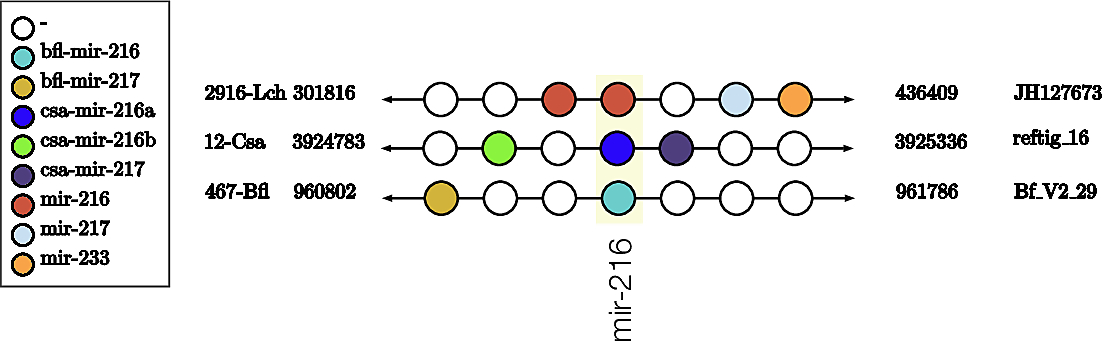 -
bfl-mir-216
bfl-mir-217
csa-mir-216a
csa-mir-216b
csa-mir-217
mir-216
mir-217
mir-233
2916-Lch 301816 436409 JH127673
12-Csa 3924783 3925336 reftig_16
467-Bfl 960802 961786 Bf_V2_29
mir-216